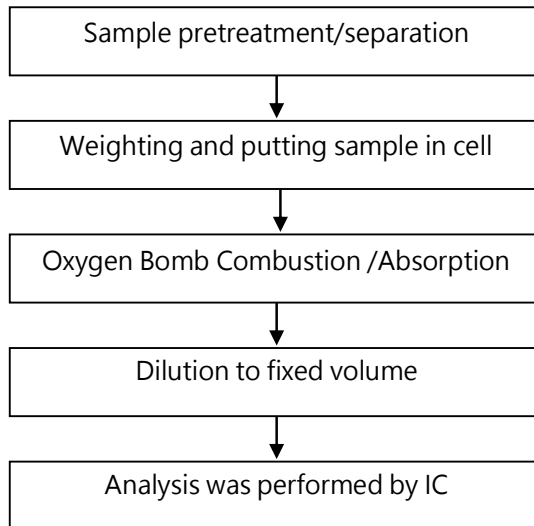 Sample pretreatment/separation
Weighting and putting sample in cell
Oxygen Bomb Combustion /Absorption
Dilution to fixed volume
Analysis was performed by IC